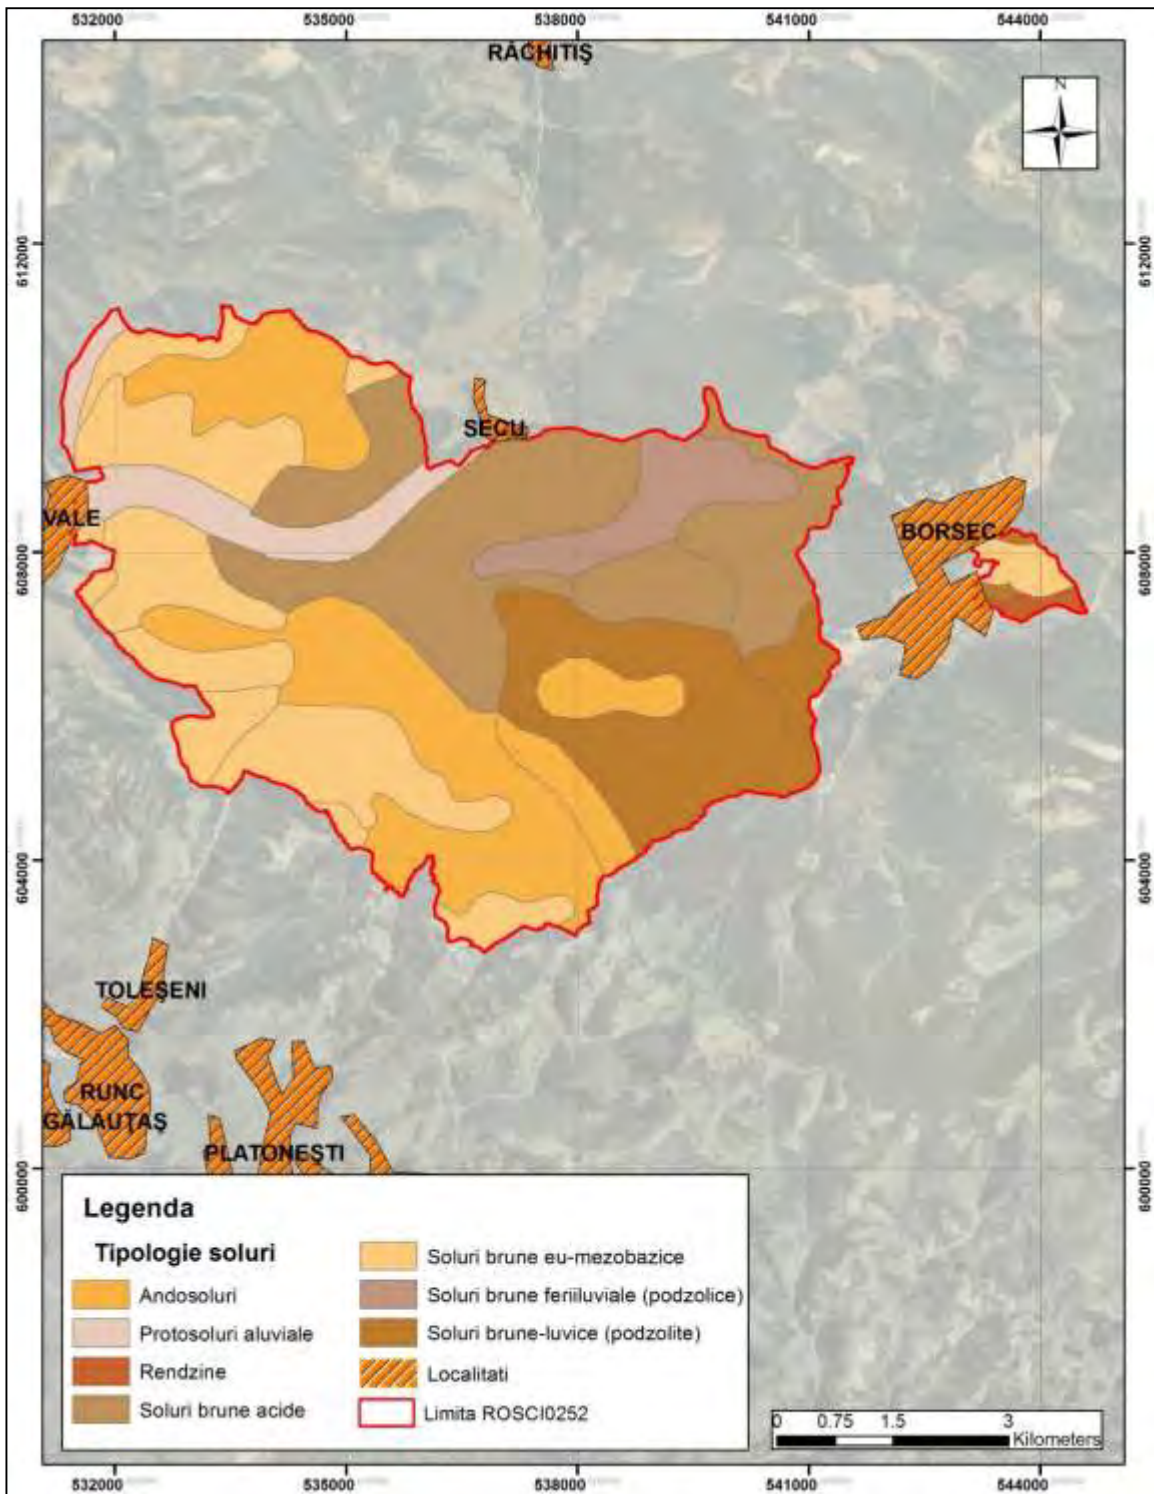 532000 535000 538000 541000 544000
RĂCHITIŞ
N
612000 612000
SECU
VALE
BORSEC
608000 608000
604000 604000
TOLEŞENI
RUNC
GĂLĂUŢAŞ
PLATONEŞTI
600000 600000
Legenda
Tipologie soluri
Andosoluri
Protosoluri aluviale
Rendzine
Soluri brune acide
Soluri brune eu-mezobazice
Soluri brune feriiluviale (podzolice)
Soluri brune-luvice (podzolite)
Localitati
Limita ROSCI0252
0 0.75 1.5 3
Kilometers
532000 535000 538000 541000 544000